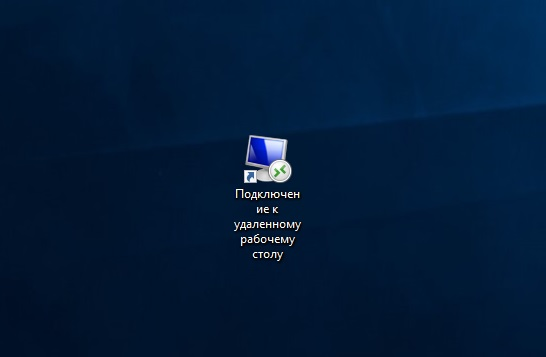 Подключен
ие к
удаленному
рабочему
столу